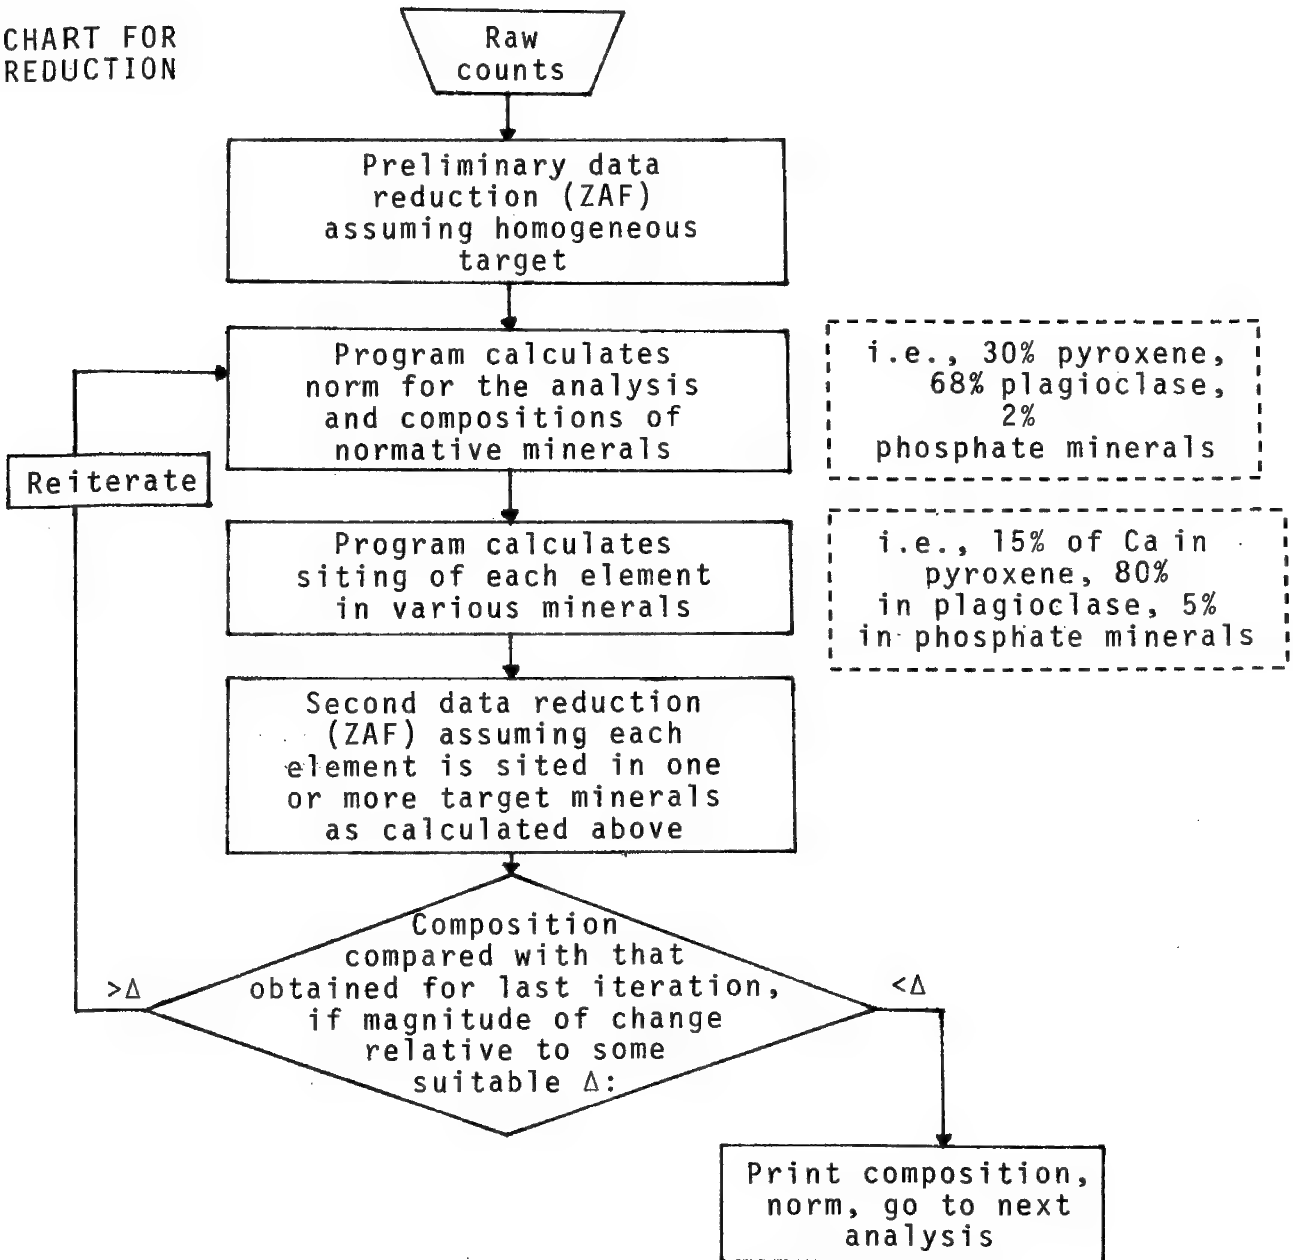 CHART FOR
REDUCTION
Raw
counts
Preliminary data
reduction (ZAF)
assuming homogeneous
target
Program calculates
norm for the analysis
and compositions of
normative minerals
i.e., 30% pyroxene,
68% plagioclase,
2%
phosphate minerals
Reiterate
Program calculates
siting of each element
in various minerals
i.e., 15% of Ca in
pyroxene, 80%
in plagioclase, 5%
in phosphate minerals
Second data reduction
(ZAF) assuming each
element is sited in one
or more target minerals
as calculated above
Composition
compared with that
obtained for last iteration,
if magnitude of change
relative to some
suitable Δ:
>Δ
<Δ
Print composition,
norm, go to next
analysis